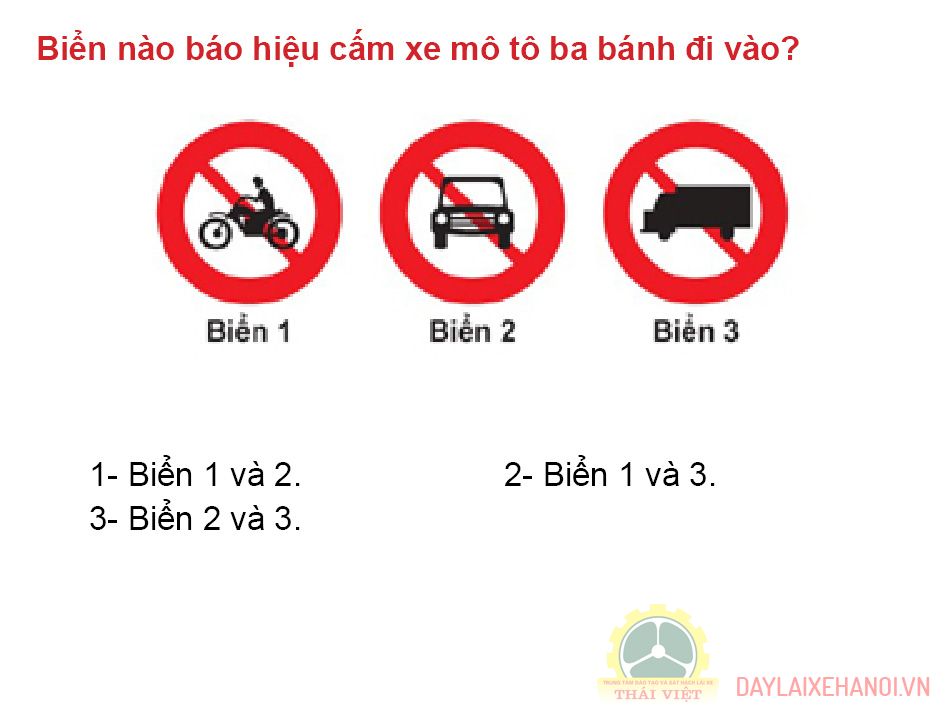 Biển nào báo hiệu cấm xe mô tô ba bánh đi vào?
Biển 1 Biển 2 Biển 3
1- Biển 1 và 2. 2- Biển 1 và 3.
3- Biển 2 và 3.
TRUNG TÂM ĐÀO TẠO VÀ SÁT HẠCH LÁI XE
THÁI VIỆT
DAYLAIXEHANOI.VN